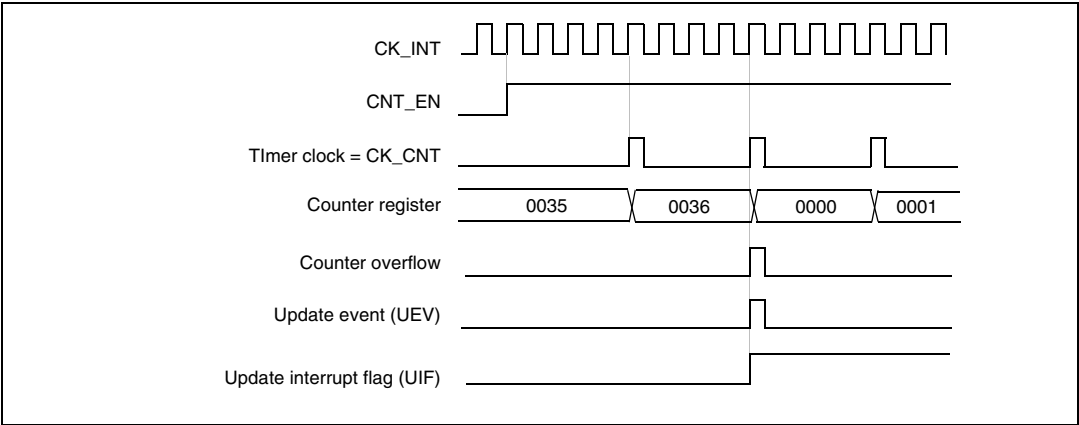 CK_INT
CNT_EN
TImer clock = CK_CNT
Counter register 0035 0036 0000 0001
Counter overflow
Update event (UEV)
Update interrupt flag (UIF)